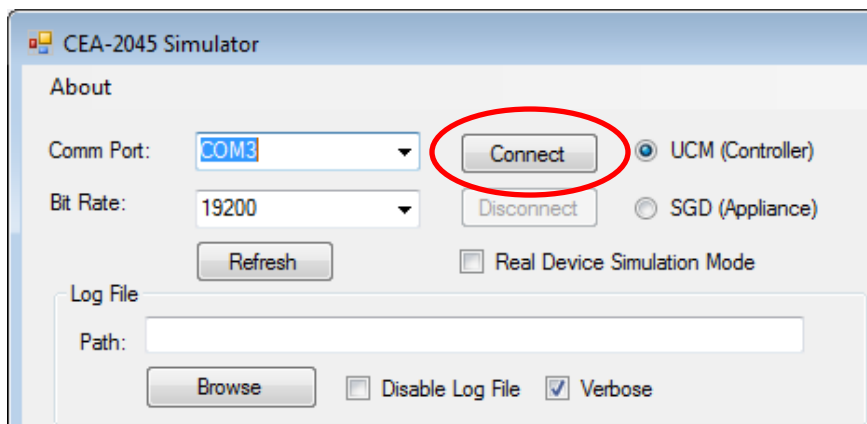 CEA-2045 Simulator
About
Comm Port: COM3 Connect UCM (Controller)
Bit Rate: 19200 Disconnect SGD (Appliance)
Refresh Real Device Simulation Mode
Log File
Path:
Browse Disable Log File Verbose